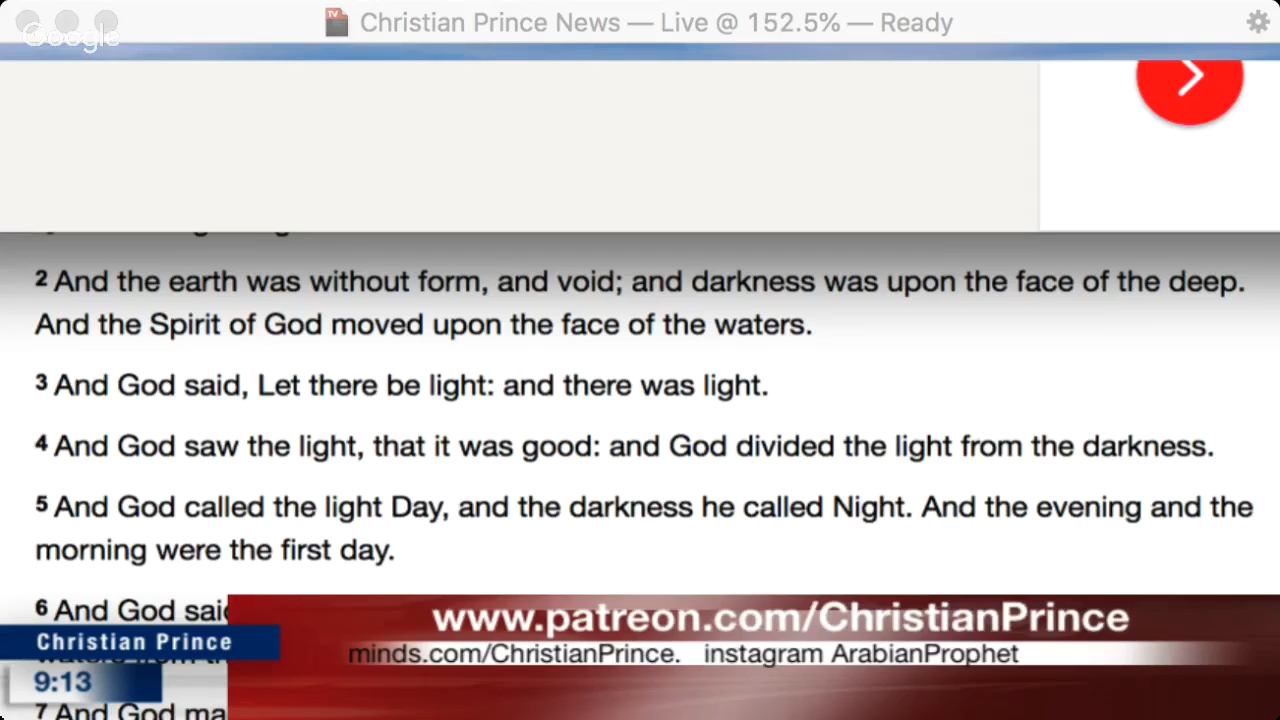 Christian Prince News — Live @ 152.5% — Ready
Google
TV
2 And the earth was without form, and void; and darkness was upon the face of the deep.
And the Spirit of God moved upon the face of the waters.
3 And God said, Let there be light: and there was light.
4 And God saw the light, that it was good: and God divided the light from the darkness.
5 And God called the light Day, and the darkness he called Night. And the evening and the
morning were the first day.
6 And God said
www.patreon.com/ChristianPrince
Christian Prince
minds.com/ChristianPrince. instagram ArabianProphet
9:13
7 And God ma